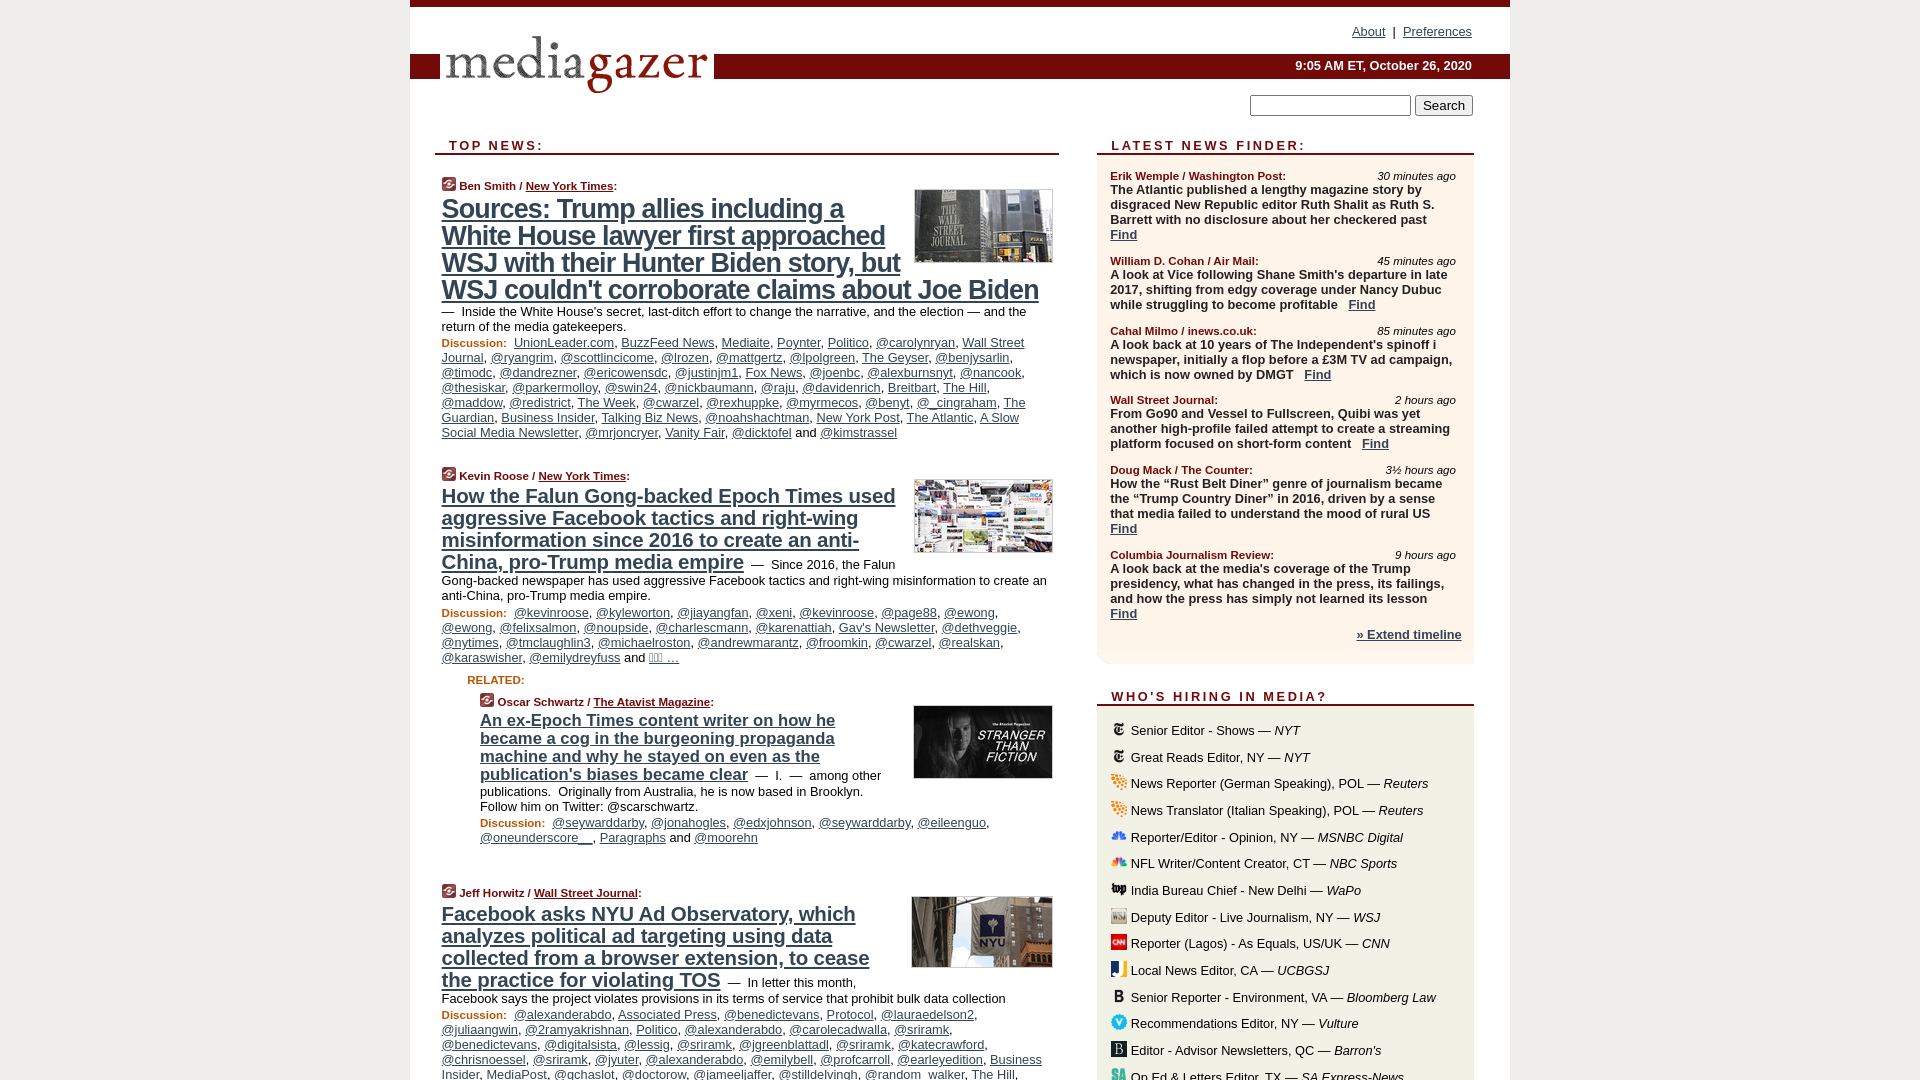 About | Preferences
mediagazer
9:05 AM ET, October 26, 2020
Search
TOP NEWS:
Ben Smith / New York Times:
Sources: Trump allies including a
White House lawyer first approached
WSJ with their Hunter Biden story, but
WSJ couldn't corroborate claims about Joe Biden
— Inside the White House's secret, last-ditch effort to change the narrative, and the election — and the
return of the media gatekeepers.
THE
WALL
STREET
JOURNAL
Discussion: UnionLeader.com, BuzzFeed News, Mediaite, Poynter, Politico, @carolynryan, Wall Street
Journal, @ryangrim, @scottlincicome, @lrozen, @mattgertz, @lpolgreen, The Geyser, @benjysarlin,
@timodc, @dandrezner, @ericowensdc, @justinjm1, Fox News, @joenbc, @alexburnsnyt, @nancook,
@thesiskar, @parkermolloy, @swin24, @nickbaumann, @raju, @davidenrich, Breitbart, The Hill,
@maddow, @redistrict, The Week, @cwarzel, @rexhuppke, @myrmecos, @benyt, @_cingraham, The
Guardian, Business Insider, Talking Biz News, @noahshachtman, New York Post, The Atlantic, A Slow
Social Media Newsletter, @mrjoncryer, Vanity Fair, @dicktofel and @kimstrassel
Kevin Roose / New York Times:
How the Falun Gong-backed Epoch Times used
aggressive Facebook tactics and right-wing
misinformation since 2016 to create an anti-
China, pro-Trump media empire — Since 2016, the Falun
Gong-backed newspaper has used aggressive Facebook tactics and right-wing misinformation to create an
anti-China, pro-Trump media empire.
Discussion: @kevinroose, @kyleworton, @jiayangfan, @xeni, @kevinroose, @page88, @ewong,
@ewong, @felixsalmon, @noupside, @charlescmann, @karenattiah, Gav's Newsletter, @dethveggie,
@nytimes, @tmclaughlin3, @michaelroston, @andrewmarantz, @froomkin, @cwarzel, @realskan,
@karaswisher, @emilydreyfuss and …
RELATED:
Oscar Schwartz / The Atavist Magazine:
An ex-Epoch Times content writer on how he
became a cog in the burgeoning propaganda
machine and why he stayed on even as the
publication's biases became clear — I. — among other
publications. Originally from Australia, he is now based in Brooklyn.
Follow him on Twitter: @scarschwartz.
the Atavist Magazine
STRANGER
THAN
FICTION
Discussion: @seywarddarby, @jonahogles, @edxjohnson, @seywarddarby, @eileenguo,
@oneunderscore__, Paragraphs and @moorehn
Jeff Horwitz / Wall Street Journal:
Facebook asks NYU Ad Observatory, which
analyzes political ad targeting using data
collected from a browser extension, to cease
the practice for violating TOS — In letter this month,
Facebook says the project violates provisions in its terms of service that prohibit bulk data collection
NYU
Discussion: @alexanderabdo, Associated Press, @benedictevans, Protocol, @lauraedelson2,
@juliaangwin, @2ramyakrishnan, Politico, @alexanderabdo, @carolecadwalla, @sriramk,
@benedictevans, @digitalsista, @lessig, @sriramk, @jgreenblattadl, @sriramk, @katecrawford,
@chrisnoessel, @sriramk, @jyuter, @alexanderabdo, @emilybell, @profcarroll, @earleyedition, Business
Insider, MediaPost, @gchaslot, @doctorow, @jameeljaffer, @stilldelvingh, @random_walker, The Hill,
LATEST NEWS FINDER:
Erik Wemple / Washington Post: 30 minutes ago
The Atlantic published a lengthy magazine story by
disgraced New Republic editor Ruth Shalit as Ruth S.
Barrett with no disclosure about her checkered past
Find
William D. Cohan / Air Mail: 45 minutes ago
A look at Vice following Shane Smith's departure in late
2017, shifting from edgy coverage under Nancy Dubuc
while struggling to become profitable Find
Cahal Milmo / inews.co.uk: 85 minutes ago
A look back at 10 years of The Independent's spinoff i
newspaper, initially a flop before a £3M TV ad campaign,
which is now owned by DMGT Find
Wall Street Journal: 2 hours ago
From Go90 and Vessel to Fullscreen, Quibi was yet
another high-profile failed attempt to create a streaming
platform focused on short-form content Find
Doug Mack / The Counter: 3½ hours ago
How the “Rust Belt Diner” genre of journalism became
the “Trump Country Diner” in 2016, driven by a sense
that media failed to understand the mood of rural US
Find
Columbia Journalism Review: 9 hours ago
A look back at the media's coverage of the Trump
presidency, what has changed in the press, its failings,
and how the press has simply not learned its lesson
Find
» Extend timeline
WHO'S HIRING IN MEDIA?
Senior Editor - Shows — NYT
Great Reads Editor, NY — NYT
News Reporter (German Speaking), POL — Reuters
News Translator (Italian Speaking), POL — Reuters
Reporter/Editor - Opinion, NY — MSNBC Digital
NFL Writer/Content Creator, CT — NBC Sports
India Bureau Chief - New Delhi — WaPo
Deputy Editor - Live Journalism, NY — WSJ
Reporter (Lagos) - As Equals, US/UK — CNN
Local News Editor, CA — UCBGSJ
Senior Reporter - Environment, VA — Bloomberg Law
Recommendations Editor, NY — Vulture
Editor - Advisor Newsletters, QC — Barron's
Op Ed & Letters Editor, TX — SA Express-News